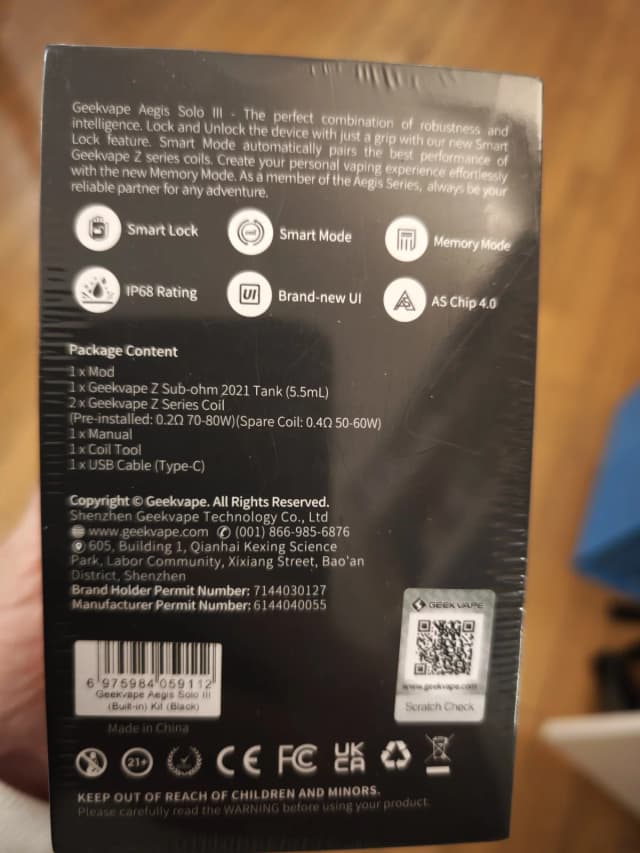 Geekvape Aegis Solo III - The perfect combination of robustness and
intelligence. Lock and Unlock the device with just a grip with our new Smart
Lock feature. Smart Mode automatically pairs the best performance of
Geekvape Z series coils. Create your personal vaping experience effortlessly
with the new Memory Mode. As a member of the Aegis Series, always be your
reliable partner for any adventure.
Smart Lock
Smart Mode
Memory Mode
IP68 Rating
UI
Brand-new UI
AS Chip 4.0
Package Content
1 x Mod
1 x Geekvape Z Sub-ohm 2021 Tank (5.5mL)
2 x Geekvape Z Series Coil
(Pre-installed: 0.2Ω 70-80W)(Spare Coil: 0.4Ω 50-60W)
1 x Manual
1 x Coil Tool
1 x USB Cable (Type-C)
Copyright © Geekvape. All Rights Reserved.
Shenzhen Geekvape Technology Co., Ltd
www.geekvape.com (001) 866-985-6876
605, Building 1, Qianhai Kexing Science
Park, Labor Community, Xixiang Street, Bao'an
District, Shenzhen
Brand Holder Permit Number: 7144030127
Manufacturer Permit Number: 6144040055
GEEKVAPE
www.geekvape.com
Scratch Check
6 975984 059112
Geekvape Aegis Solo III
(Built-in) Kit (Black)
Made in China
21+
CE FC UK
CA
KEEP OUT OF REACH OF CHILDREN AND MINORS.
Please carefully read the WARNING before using your product.